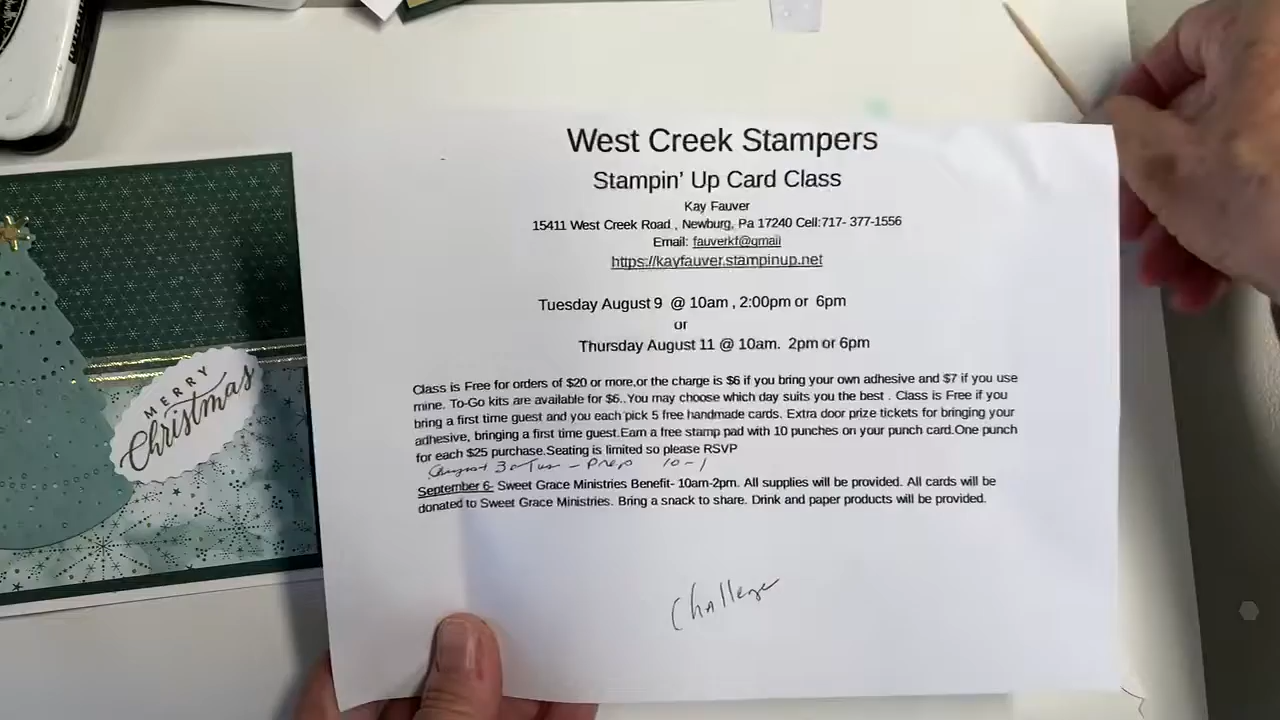 West Creek Stampers
Stampin' Up Card Class
Kay Fauver
15411 West Creek Road , Newburg, Pa 17240 Cell:717- 377-1556
Email: fauverkf@gmail
https://kayfauver.stampinup.net
Tuesday August 9 @ 10am , 2:00pm or 6pm
or
Thursday August 11 @ 10am. 2pm or 6pm
Class is Free for orders of $20 or more,or the charge is $6 if you bring your own adhesive and $7 if you use
mine. To-Go kits are available for $6..You may choose which day suits you the best . Class is Free if you
bring a first time guest and you each pick 5 free handmade cards. Extra door prize tickets for bringing your
adhesive, bringing a first time guest.Earn a free stamp pad with 10 punches on your punch card.One punch
for each $25 purchase.Seating is limited so please RSVP
August 30 Tues - Prep 10-1
September 6- Sweet Grace Ministries Benefit- 10am-2pm. All supplies will be provided. All cards will be
donated to Sweet Grace Ministries. Bring a snack to share. Drink and paper products will be provided.
Challenge
MERRY
Christmas